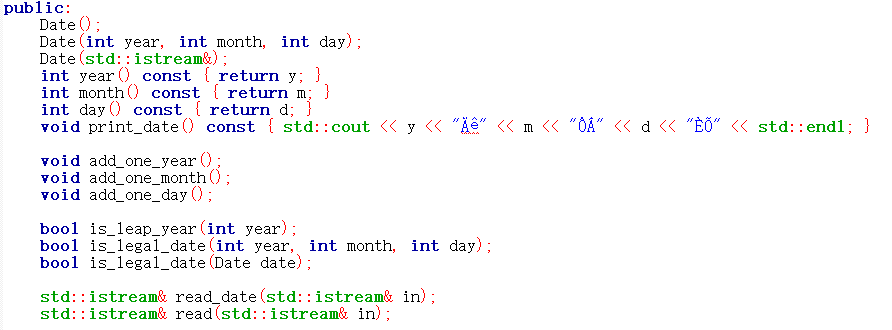 public:
Date();
Date(int year, int month, int day);
Date(std::istream&);
int year() const { return y; }
int month() const { return m; }
int day() const { return d; }
void print_date() const { std::cout << y << "Äê" << m << "ÔÂ" << d << "ÈÕ" << std::endl; }
void add_one_year();
void add_one_month();
void add_one_day();
bool is_leap_year(int year);
bool is_legal_date(int year, int month, int day);
bool is_legal_date(Date date);
std::istream& read_date(std::istream& in);
std::istream& read(std::istream& in);